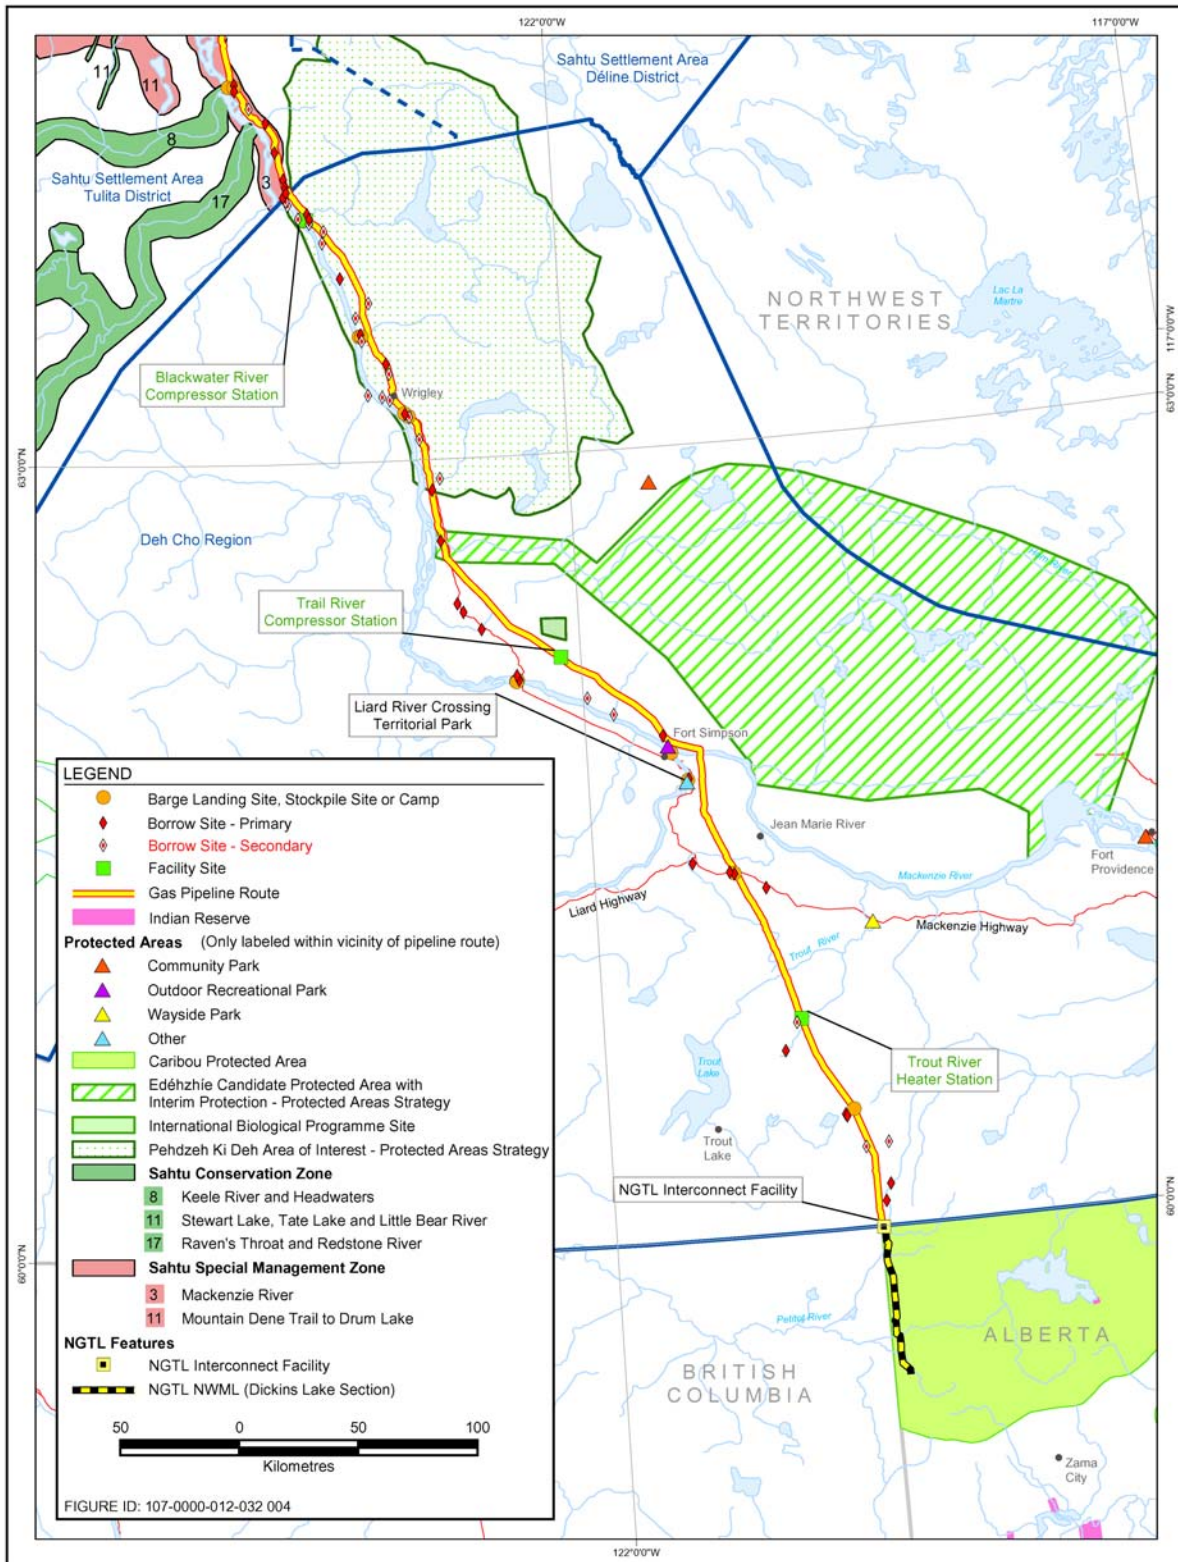 122°0'0"W
117°0'0"W
Sahtu Settlement Area
Déline District
11
11
8
Sahtu Settlement Area
Tulita District
3
17
NORTHWEST
TERRITORIES
Lac La
Martre
117°0'0"W
63°0'0"N
Blackwater River
Compressor Station
Wrigley
63°0'0"N
Deh Cho Region
Horn River
Trail River
Compressor Station
Liard River Crossing
Territorial Park
Fort Simpson
Jean Marie River
Fort
Providence
Mackenzie River
Liard Highway
Mackenzie Highway
Trout River
Trout
Lake
Trout River
Heater Station
Trout
Lake
NGTL Interconnect Facility
60°0'0"N
60°0'0"N
Petitot River
ALBERTA
BRITISH
COLUMBIA
Zama
City
122°0'0"W
LEGEND
Barge Landing Site, Stockpile Site or Camp
Borrow Site - Primary
Borrow Site - Secondary
Facility Site
Gas Pipeline Route
Indian Reserve
Protected Areas (Only labeled within vicinity of pipeline route)
Community Park
Outdoor Recreational Park
Wayside Park
Other
Caribou Protected Area
Edéhzhíe Candidate Protected Area with
Interim Protection - Protected Areas Strategy
International Biological Programme Site
Pehdzeh Ki Deh Area of Interest - Protected Areas Strategy
Sahtu Conservation Zone
8 Keele River and Headwaters
11 Stewart Lake, Tate Lake and Little Bear River
17 Raven's Throat and Redstone River
Sahtu Special Management Zone
3 Mackenzie River
11 Mountain Dene Trail to Drum Lake
NGTL Features
NGTL Interconnect Facility
NGTL NWML (Dickins Lake Section)
50 0 50 100
Kilometres
FIGURE ID: 107-0000-012-032 004